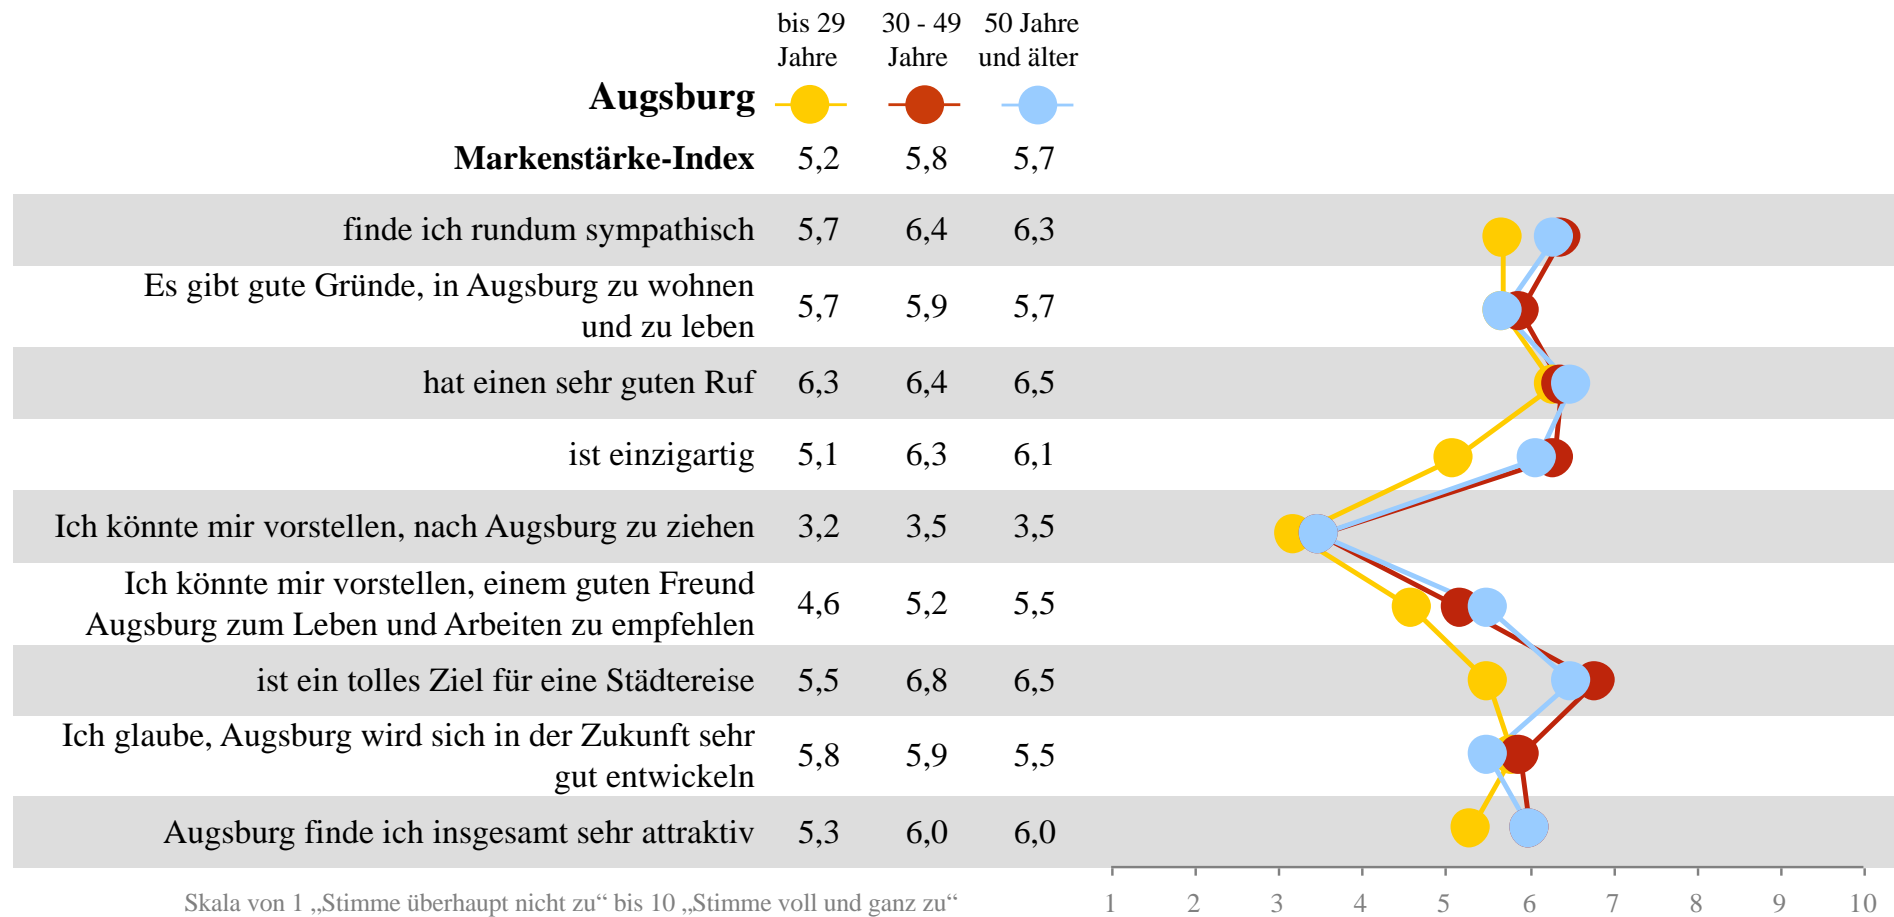 bis 29 30 - 49 50 Jahre
Jahre Jahre und älter
Augsburg
Markenstärke-Index 5,2 5,8 5,7
finde ich rundum sympathisch 5,7 6,4 6,3
Es gibt gute Gründe, in Augsburg zu wohnen
und zu leben 5,7 5,9 5,7
hat einen sehr guten Ruf 6,3 6,4 6,5
ist einzigartig 5,1 6,3 6,1
Ich könnte mir vorstellen, nach Augsburg zu ziehen 3,2 3,5 3,5
Ich könnte mir vorstellen, einem guten Freund
Augsburg zum Leben und Arbeiten zu empfehlen 4,6 5,2 5,5
ist ein tolles Ziel für eine Städtereise 5,5 6,8 6,5
Ich glaube, Augsburg wird sich in der Zukunft sehr
gut entwickeln 5,8 5,9 5,5
Augsburg finde ich insgesamt sehr attraktiv 5,3 6,0 6,0
Skala von 1 „Stimme überhaupt nicht zu“ bis 10 „Stimme voll und ganz zu“
1 2 3 4 5 6 7 8 9 10